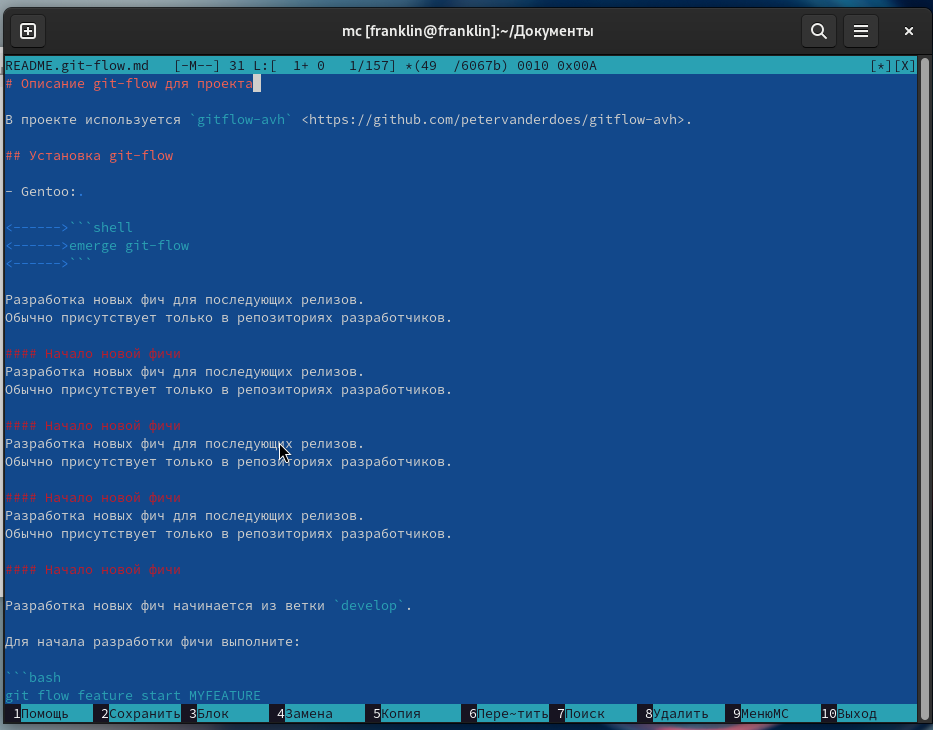 mc [franklin@franklin]:~/Документы
README.git-flow.md   [-M--] 31 L:[  1+ 0   1/157] *(49  /6067b) 0010 0x00A   [*][X]
# Описание git-flow для проекта
В проекте используется `gitflow-avh` <https://github.com/petervanderdoes/gitflow-avh>.
## Установка git-flow
- Gentoo:.
<------>```shell
<------>emerge git-flow
<------>```
Разработка новых фич для последующих релизов.
Обычно присутствует только в репозиториях разработчиков.
#### Начало новой фичи
Разработка новых фич для последующих релизов.
Обычно присутствует только в репозиториях разработчиков.
#### Начало новой фичи
Разработка новых фич для последующих релизов.
Обычно присутствует только в репозиториях разработчиков.
#### Начало новой фичи
Разработка новых фич для последующих релизов.
Обычно присутствует только в репозиториях разработчиков.
#### Начало новой фичи
Разработка новых фич начинается из ветки `develop`.
Для начала разработки фичи выполните:
```bash
git flow feature start MYFEATURE
1Помощь 2Сохранить 3Блок 4Замена 5Копия 6Пере~тить 7Поиск 8Удалить 9МенюMC 10Выход